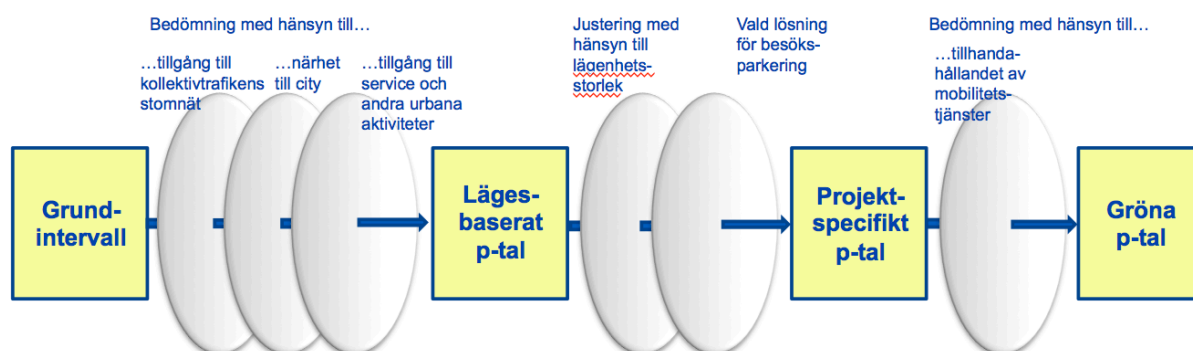 Bedömning med hänsyn till…
…tillgång till
kollektivtrafikens
stomnät
…närhet
till city
…tillgång till
service och
andra urbana
aktiviteter
Justering med
hänsyn till
lägenhets-
storlek
Vald lösning
för besöks-
parkering
Bedömning med hänsyn till…
…tillhanda-
hållandet av
mobilitets-
tjänster
Grund-
intervall
Läges-
baserat
p-tal
Projekt-
specifikt
p-tal
Gröna
p-tal